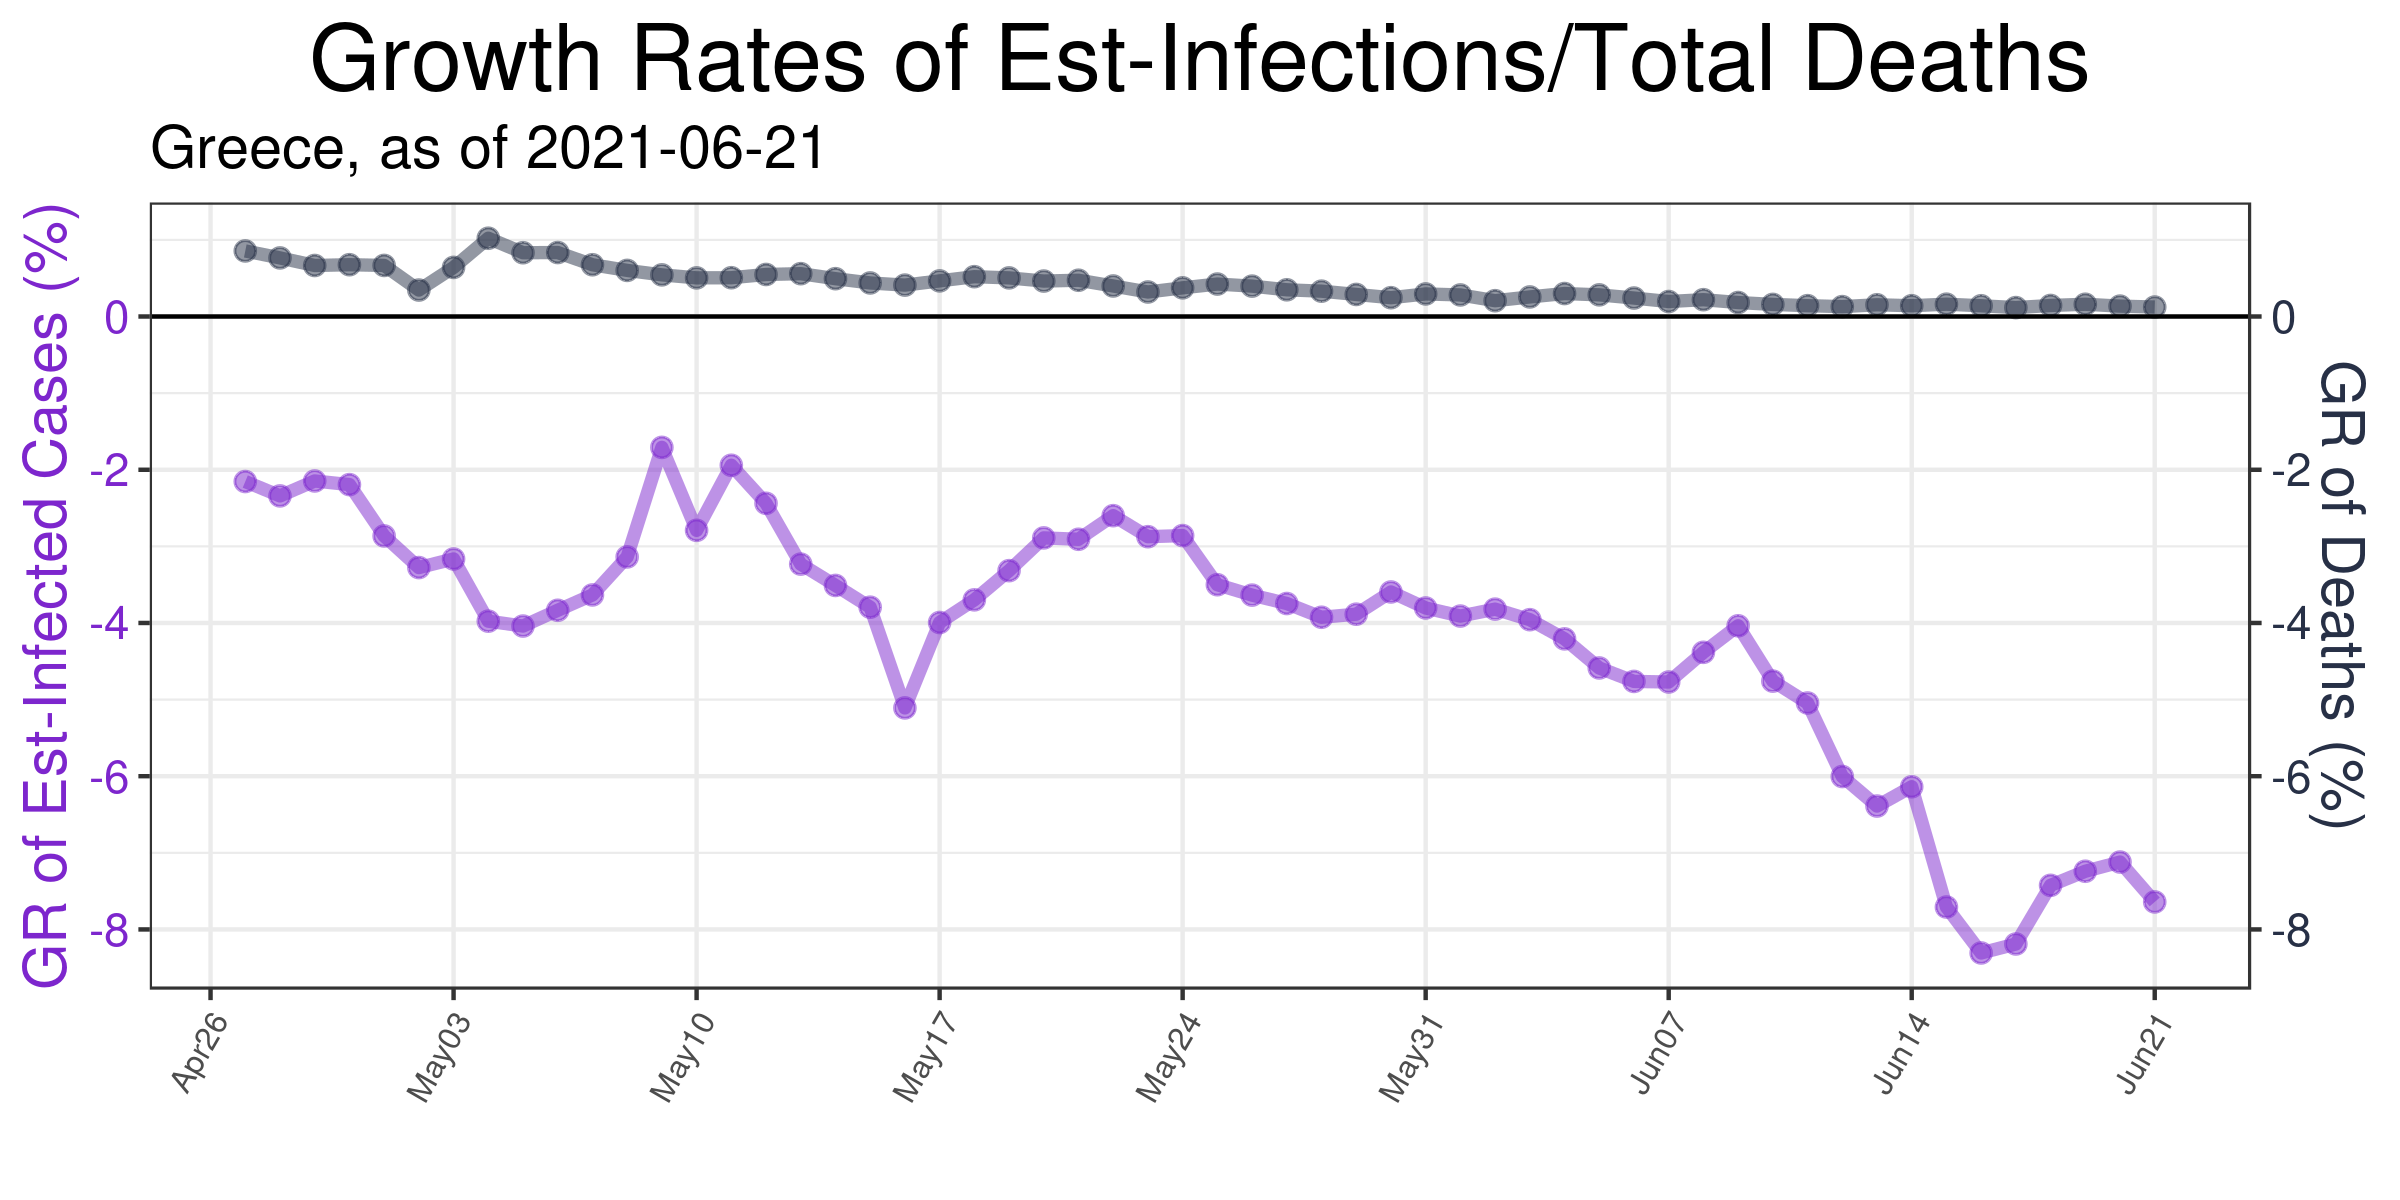 Growth Rates of Est-Infections/Total Deaths
Greece, as of 2021-06-21
GR of Est-Infected Cases (%)
0
-2
-4
-6
-8
0
-2
-4
-6
-8
GR of Deaths (%)
Apr26
May03
May10
May17
May24
May31
Jun07
Jun14
Jun21